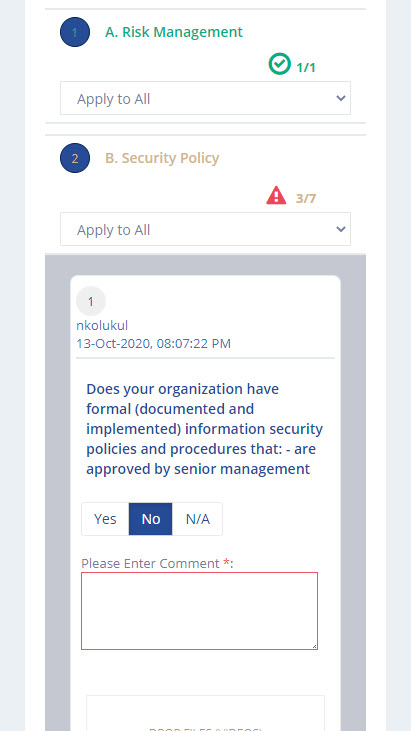 1 A. Risk Management
1/1
Apply to All
2 B. Security Policy
3/7
Apply to All
1
nkolukul
13-Oct-2020, 08:07:22 PM
Does your organization have
formal (documented and
implemented) information security
policies and procedures that: - are
approved by senior management
Yes No N/A
Please Enter Comment *: